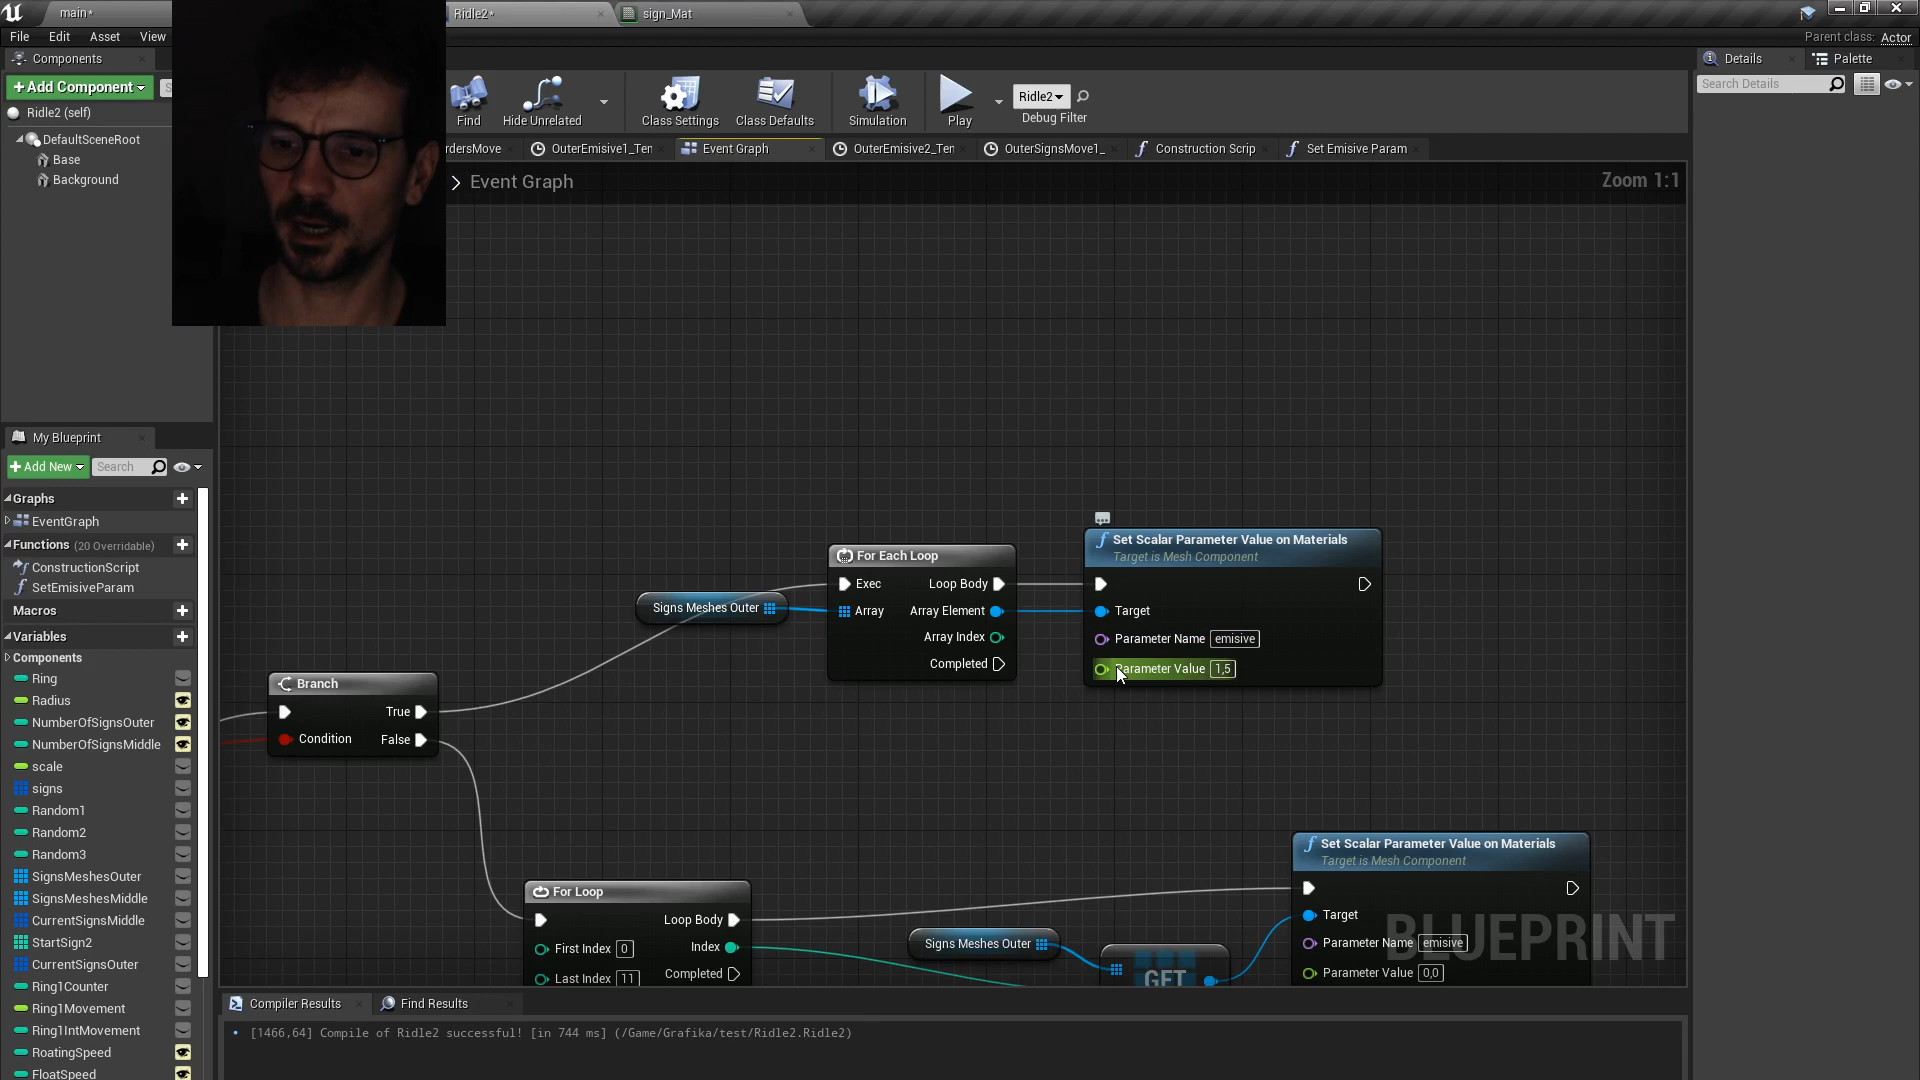 main*
Ridle2*
sign_Mat
File Edit Asset View
Parent class: Actor
Components
Details
Palette
+Add Component
Search Details
Ridle2 (self)
DefaultSceneRoot
Base
Background
Find
Hide Unrelated
Class Settings
Class Defaults
Simulation
Play
Ridle2
Debug Filter
rdersMove
OuterEmisive1_Ten
Event Graph
OuterEmisive2_Ten
OuterSignsMove1_
Construction Scrip
Set Emisive Param
Event Graph
Zoom 1:1
My Blueprint
+Add New
Search
Graphs
EventGraph
Functions (20 Overridable)
ConstructionScript
SetEmisiveParam
Macros
Variables
Components
Ring
Radius
NumberOfSignsOuter
NumberOfSignsMiddle
scale
signs
Random1
Random2
Random3
SignsMeshesOuter
SignsMeshesMiddle
CurrentSignsMiddle
StartSign2
CurrentSignsOuter
Ring1Counter
Ring1Movement
Ring1IntMovement
RoatingSpeed
FloatSpeed
Branch
True
Condition
False
Signs Meshes Outer
For Each Loop
Exec
Loop Body
Array
Array Element
Array Index
Completed
Set Scalar Parameter Value on Materials
Target is Mesh Component
Target
Parameter Name emisive
Parameter Value 1,5
For Loop
Loop Body
First Index 0
Index
Last Index 11
Completed
Signs Meshes Outer
GET
Set Scalar Parameter Value on Materials
Target is Mesh Component
Target
Parameter Name emisive
Parameter Value 0,0
BLUEPRINT
Compiler Results
Find Results
[1466,64] Compile of Ridle2 successful! [in 744 ms] (/Game/Grafika/test/Ridle2.Ridle2)